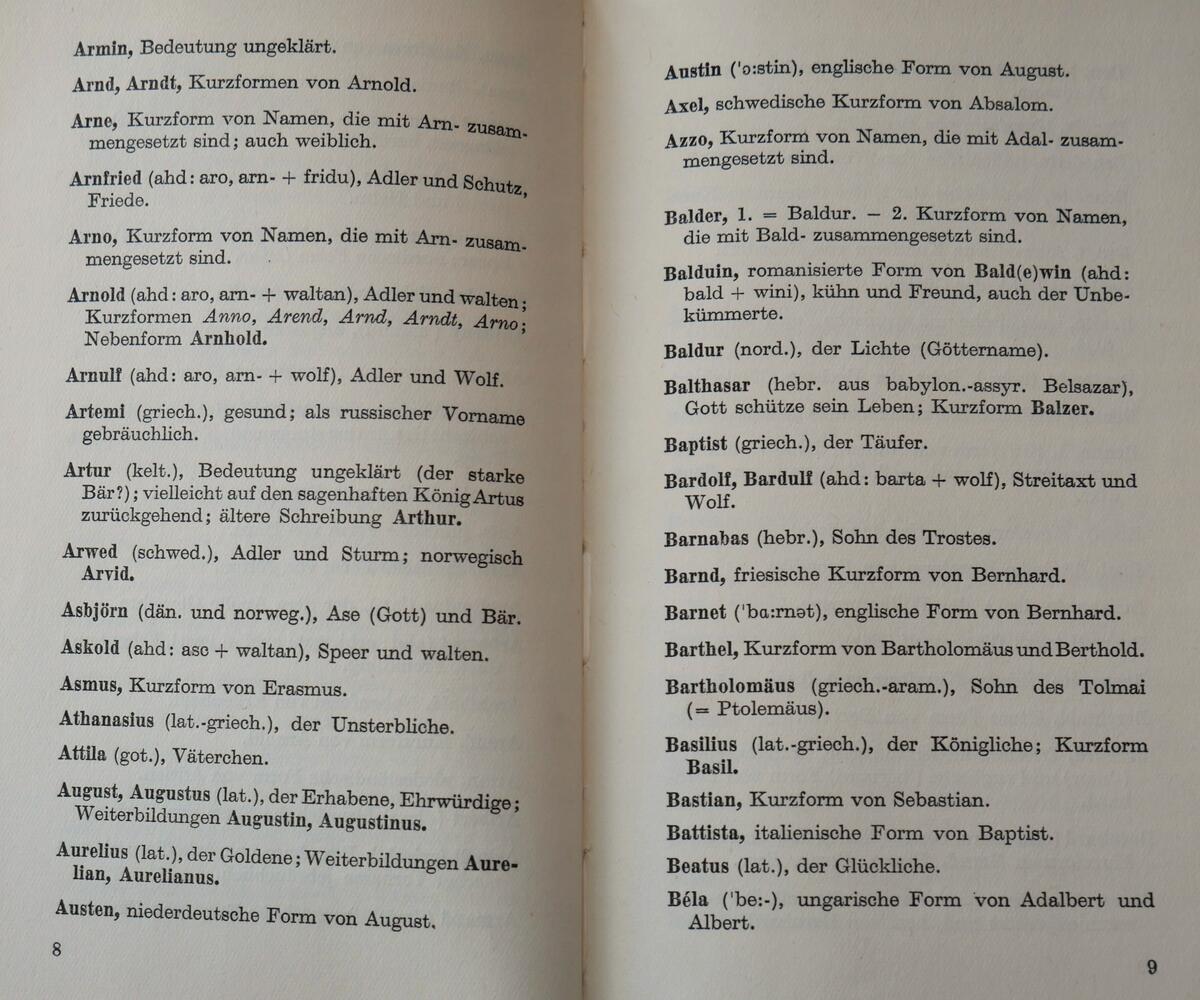 Armin, Bedeutung ungeklärt.
Arnd, Arndt, Kurzformen von Arnold.
Arne, Kurzform von Namen, die mit Arn- zusam-
mengesetzt sind; auch weiblich.
Arnfried (ahd: aro, arn- + fridu), Adler und Schutz,
Friede.
Arno, Kurzform von Namen, die mit Arn- zusam-
mengesetzt sind.
Arnold (ahd: aro, arn- + waltan), Adler und walten;
Kurzformen Anno, Arend, Arnd, Arndt, Arno;
Nebenform Arnhold.
Arnulf (ahd: aro, arn- + wolf), Adler und Wolf.
Artemi (griech.), gesund; als russischer Vorname
gebräuchlich.
Artur (kelt.), Bedeutung ungeklärt (der starke
Bär?); vielleicht auf den sagenhaften König Artus
zurückgehend; ältere Schreibung Arthur.
Arwed (schwed.), Adler und Sturm; norwegisch
Arvid.
Asbjörn (dän. und norweg.), Ase (Gott) und Bär.
Askold (ahd: asc + waltan), Speer und walten.
Asmus, Kurzform von Erasmus.
Athanasius (lat.-griech.), der Unsterbliche.
Attila (got.), Väterchen.
August, Augustus (lat.), der Erhabene, Ehrwürdige;
Weiterbildungen Augustin, Augustinus.
Aurelius (lat.), der Goldene; Weiterbildungen Aure-
lian, Aurelianus.
Austen, niederdeutsche Form von August.
8
Austin ('ɔ:stin), englische Form von August.
Axel, schwedische Kurzform von Absalom.
Azzo, Kurzform von Namen, die mit Adal- zusam-
mengesetzt sind.
Balder, 1. = Baldur. – 2. Kurzform von Namen,
die mit Bald- zusammengesetzt sind.
Balduin, romanisierte Form von Bald(e)win (ahd:
bald + wini), kühn und Freund, auch der Unbe-
kümmerte.
Baldur (nord.), der Lichte (Göttername).
Balthasar (hebr. aus babylon.-assyr. Belsazar),
Gott schütze sein Leben; Kurzform Balzer.
Baptist (griech.), der Täufer.
Bardolf, Bardulf (ahd: barta + wolf), Streitaxt und
Wolf.
Barnabas (hebr.), Sohn des Trostes.
Barnd, friesische Kurzform von Bernhard.
Barnet ('bɑ:rnət), englische Form von Bernhard.
Barthel, Kurzform von Bartholomäus und Berthold.
Bartholomäus (griech.-aram.), Sohn des Tolmai
(= Ptolemäus).
Basilius (lat.-griech.), der Königliche; Kurzform
Basil.
Bastian, Kurzform von Sebastian.
Battista, italienische Form von Baptist.
Beatus (lat.), der Glückliche.
Béla ('be:-), ungarische Form von Adalbert und
Albert.
9